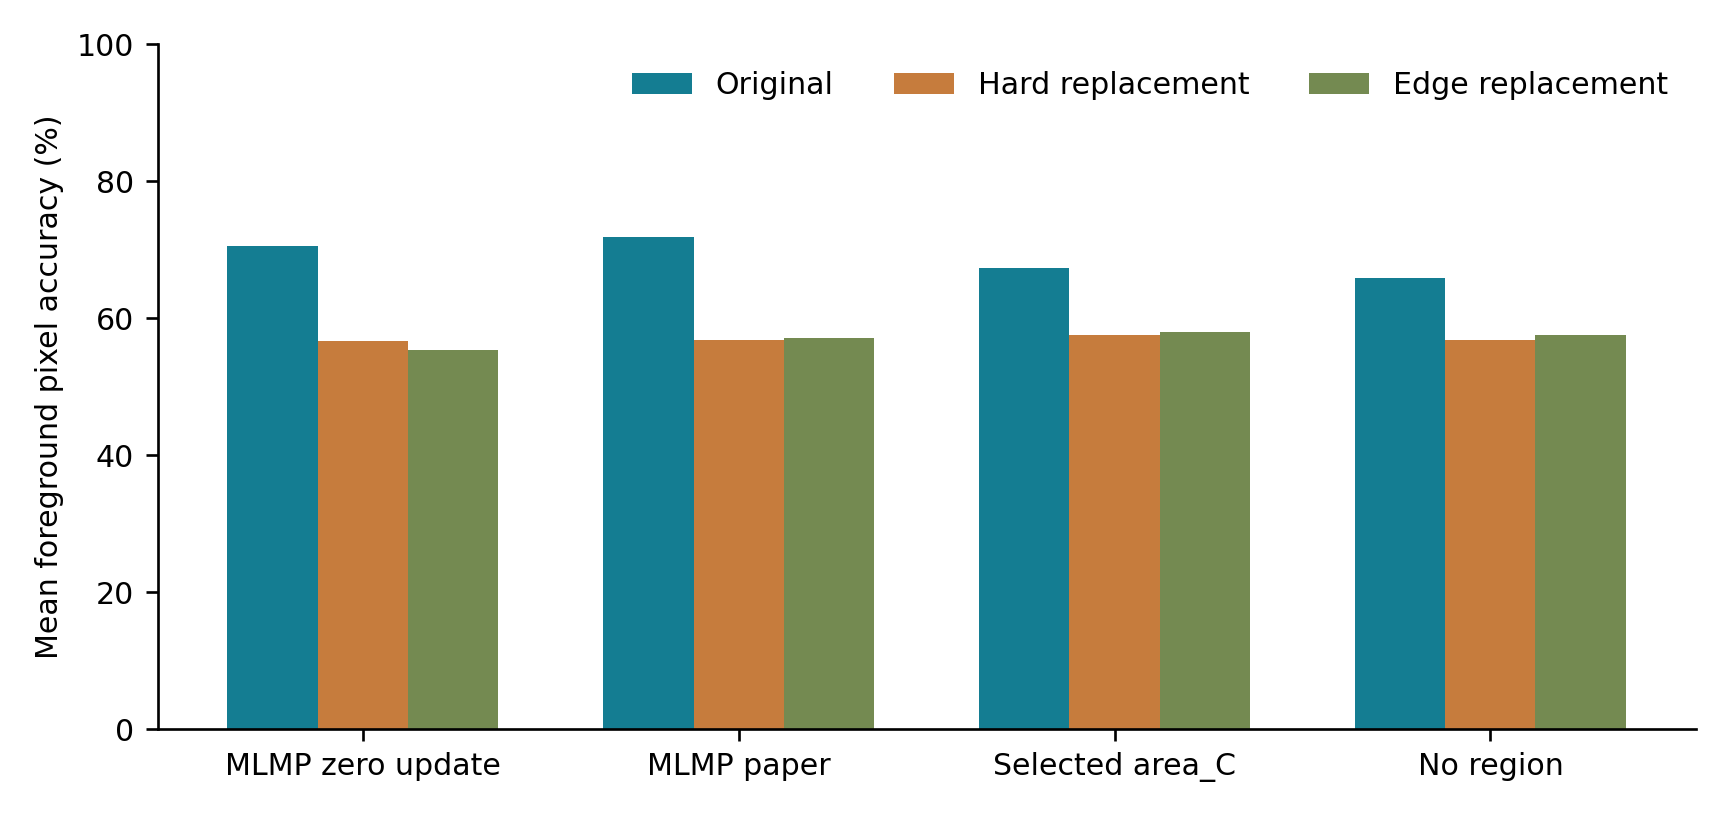 Mean foreground pixel accuracy (%)
100
80
60
40
20
0
Original Hard replacement Edge replacement
MLMP zero update MLMP paper Selected area_C No region